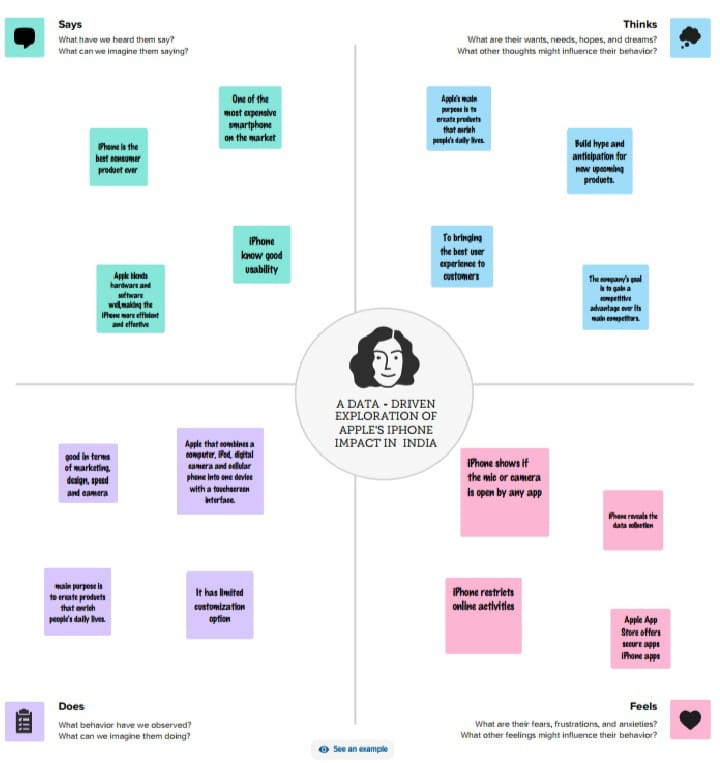 Says
What have we heard them say?
What can we imagine them saying?
Thinks
What are their wants, needs, hopes, and dreams?
What other thoughts might influence their behavior?
One of the
most expensive
smartphone
on the market
iPhone is the
best consumer
product ever
iPhone
know good
usability
Apple blends
hardware and
software
well,making the
iPhone more efficient
and effective
Apple's main
purpose is to
create products
that enrich
people's daily lives.
Build hype and
anticipation for
new upcoming
products.
To bringing
the best user
experience to
customers
The company's goal
is to gain a
competitive
advantage over its
main competitors.
A DATA - DRIVEN
EXPLORATION OF
APPLE'S IPHONE
IMPACT IN INDIA
good in terms
of marketing,
design, speed
and camera
Apple that combines a
computer, iPod, digital
camera and cellular
phone into one device
with a touchscreen
interface.
main purpose is
to create products
that enrich
people's daily lives.
It has limited
customization
option
iPhone shows if
the mic or camera
is open by any app
iPhone reveals the
data collection
iPhone restricts
online activities
Apple App
Store offers
secure apps
iPhone apps
Does
What behavior have we observed?
What can we imagine them doing?
Feels
What are their fears, frustrations, and anxieties?
What other feelings might influence their behavior?
See an example